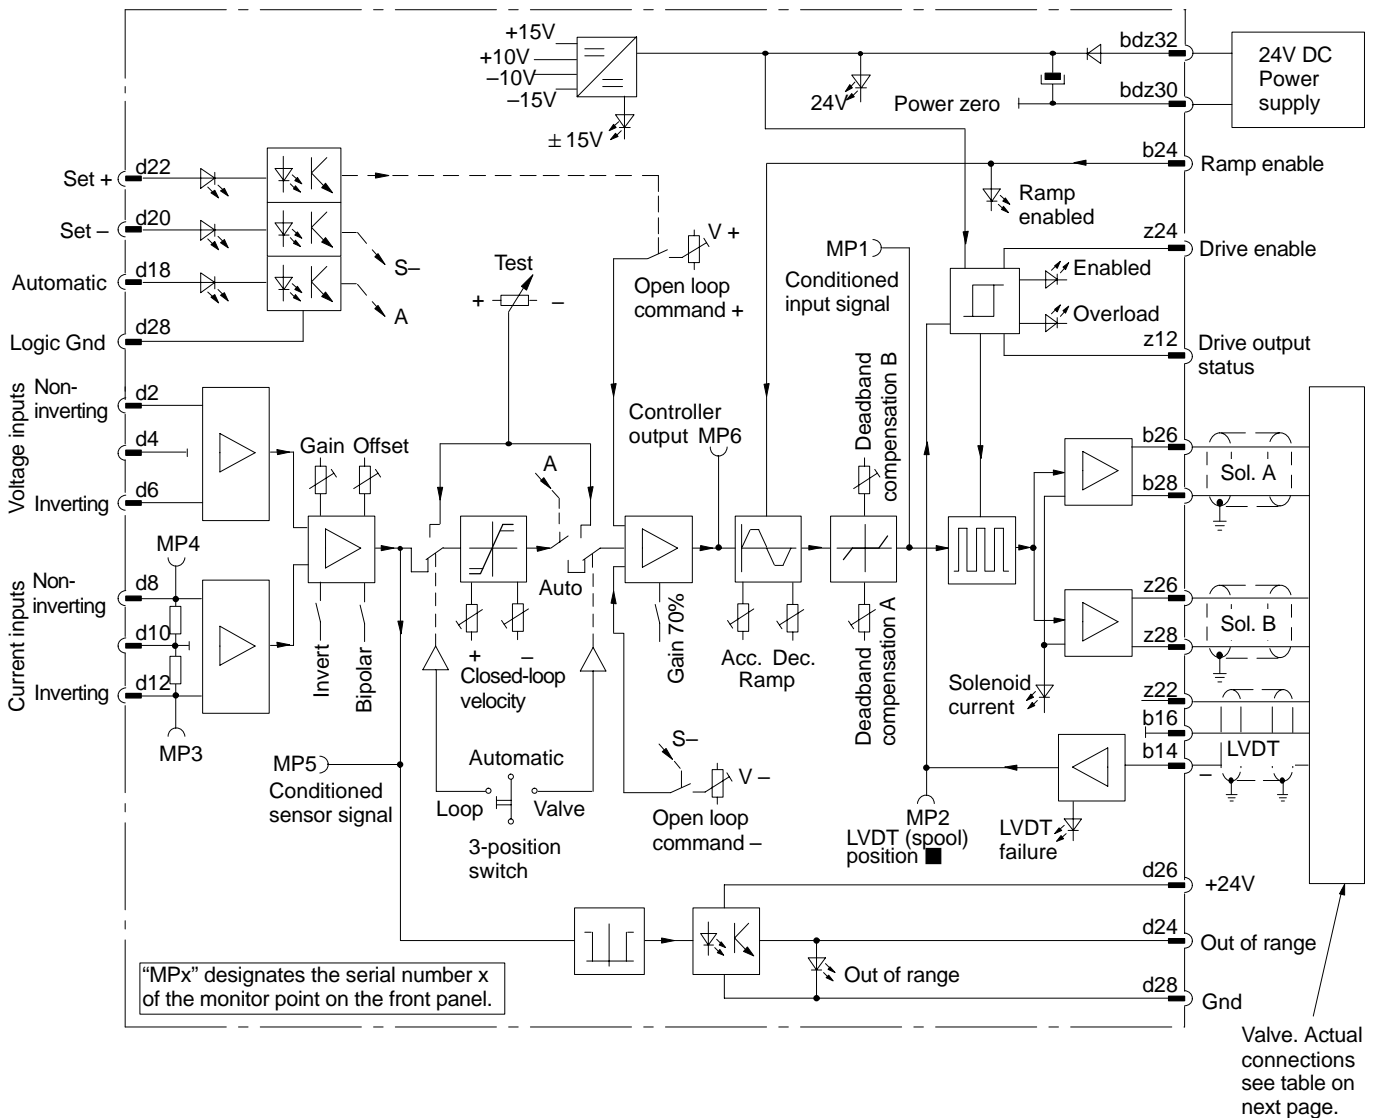 +15V
+10V
–10V
–15V
± 15V
24V
Power zero
bdz32
bdz30
24V DC
Power
supply
b24
Ramp enable
Ramp
enabled
Set +
d22
Set –
d20
Automatic
d18
Logic Gnd
d28
S–
A
Test
+
–
V +
Open loop
command +
MP1
Conditioned
input signal
z24
Drive enable
Enabled
Overload
z12
Drive output
status
Voltage inputs
Non-
inverting
d2
d4
Inverting
d6
Gain
Offset
A
Auto
Controller
output MP6
Deadband
compensation B
b26
b28
Sol. A
Current inputs
MP4
Non-
inverting
d8
d10
Inverting
d12
MP3
Invert
Bipolar
+
–
Closed-loop
velocity
Gain 70%
Acc. Dec.
Ramp
Deadband
compensation A
z26
z28
Sol. B
Solenoid
current
z22
b16
b14
LVDT
–
MP5
Conditioned
sensor signal
Automatic
Loop
Valve
3-position
switch
S–
V –
Open loop
command –
MP2
LVDT (spool)
position ■
LVDT
failure
d26
+24V
d24
Out of range
Out of range
d28
Gnd
“MPx” designates the serial number x
of the monitor point on the front panel.
Valve. Actual
connections
see table on
next page.